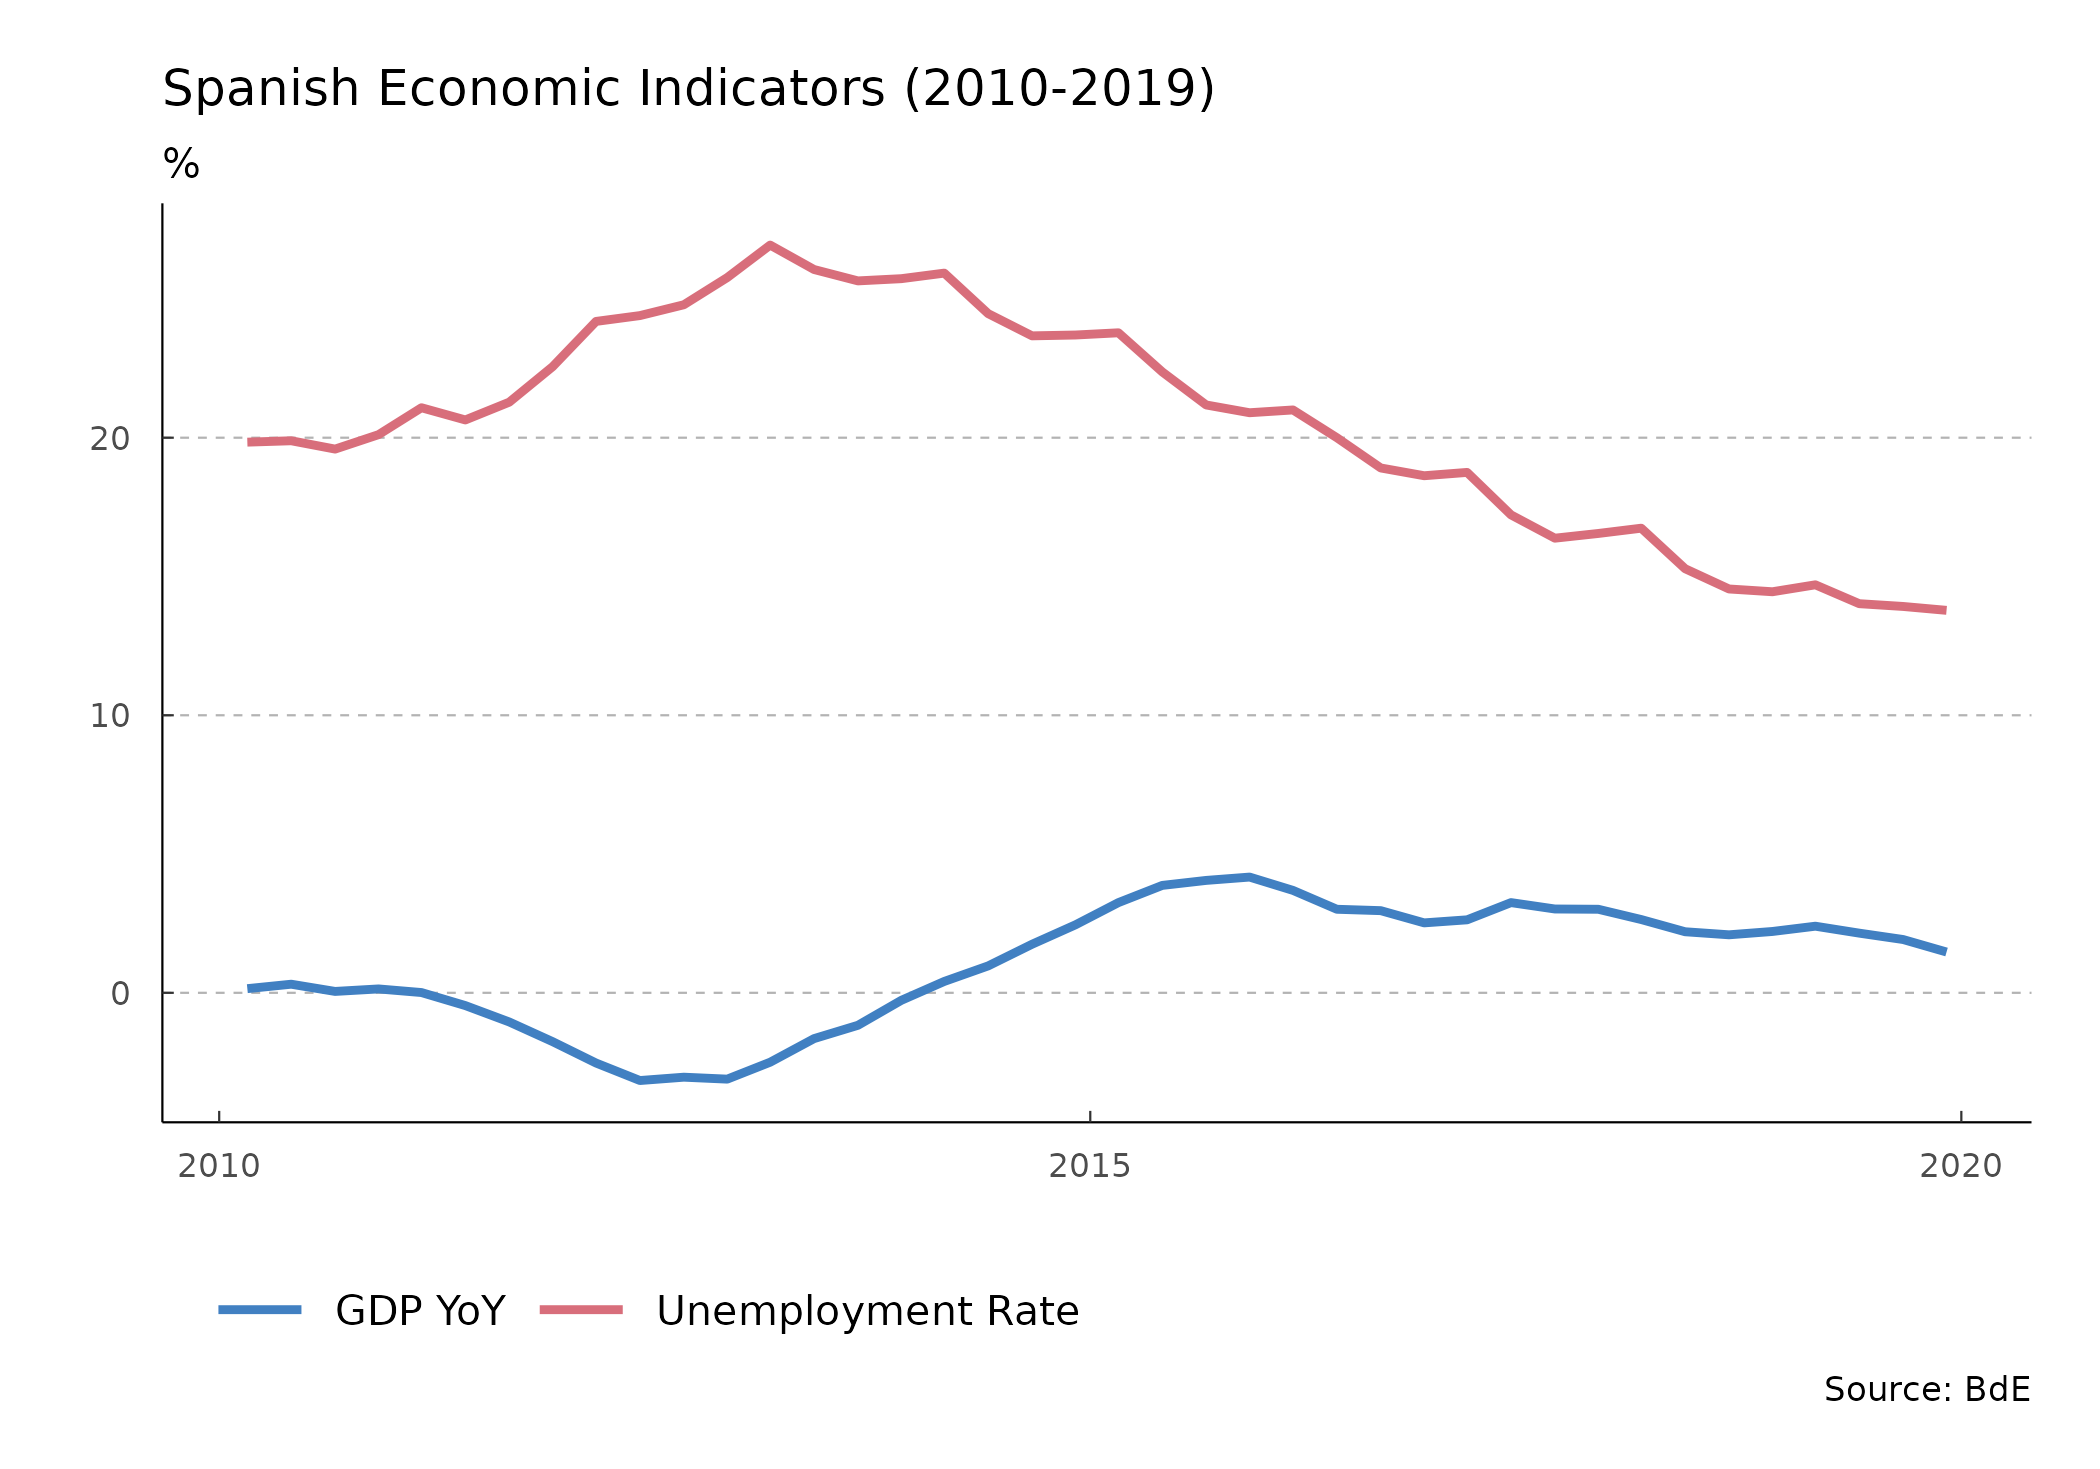 Spanish Economic Indicators (2010-2019)
%
20
10
0
2010 2015 2020
GDP YoY Unemployment Rate
Source: BdE